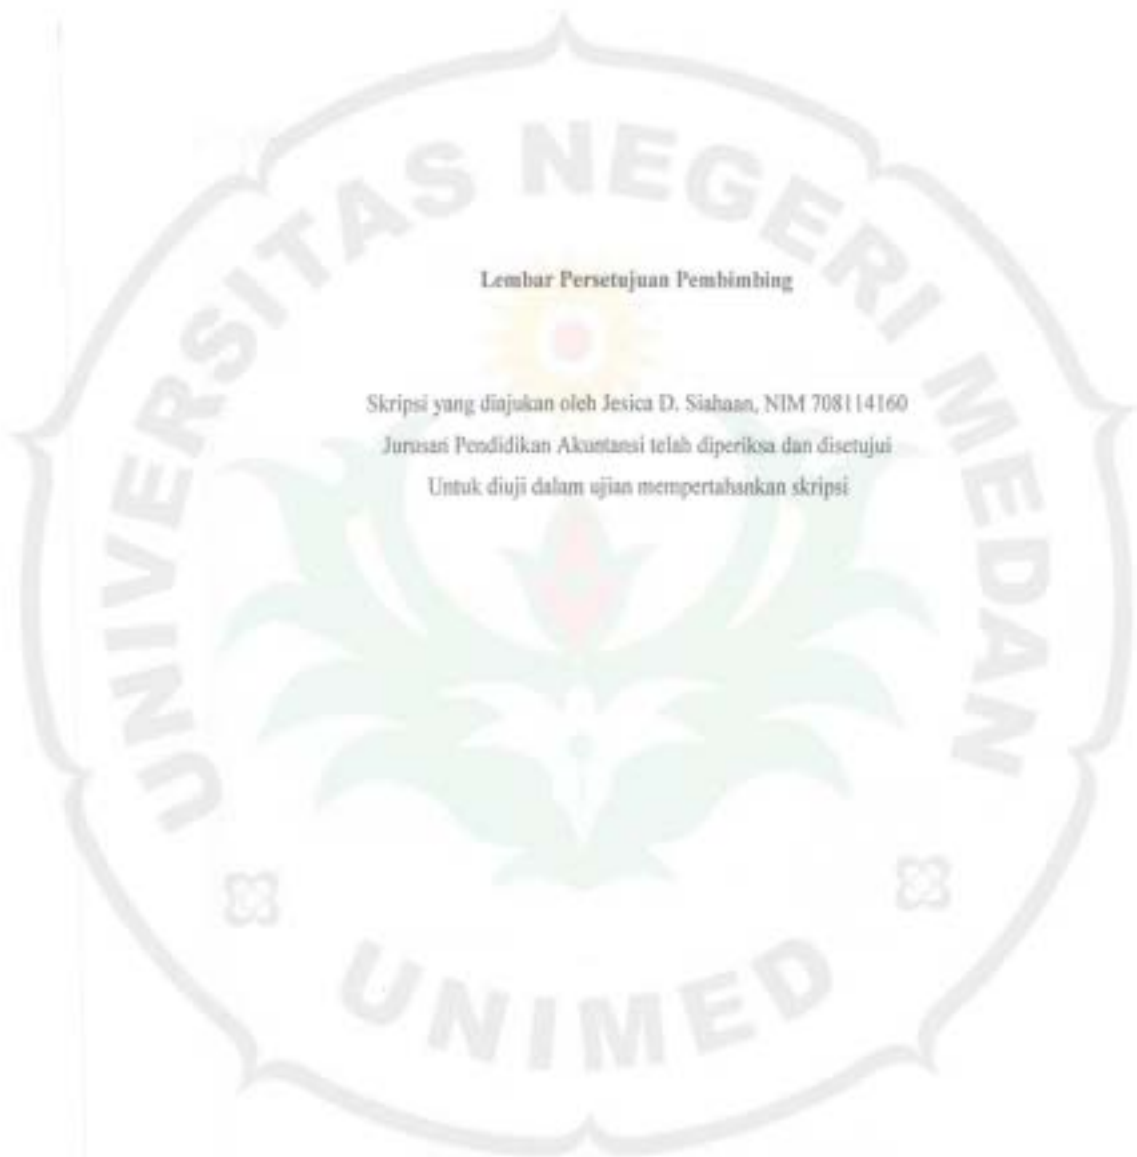 UNIVERSITAS NEGERI MEDAN
Lembar Persetujuan Pembimbing
Skripsi yang diajukan oleh Jesica D. Siahaan, NIM 708114160
Jurusan Pendidikan Akuntansi telah diperiksa dan disetujui
Untuk diuji dalam ujian mempertahankan skripsi
UNIMED